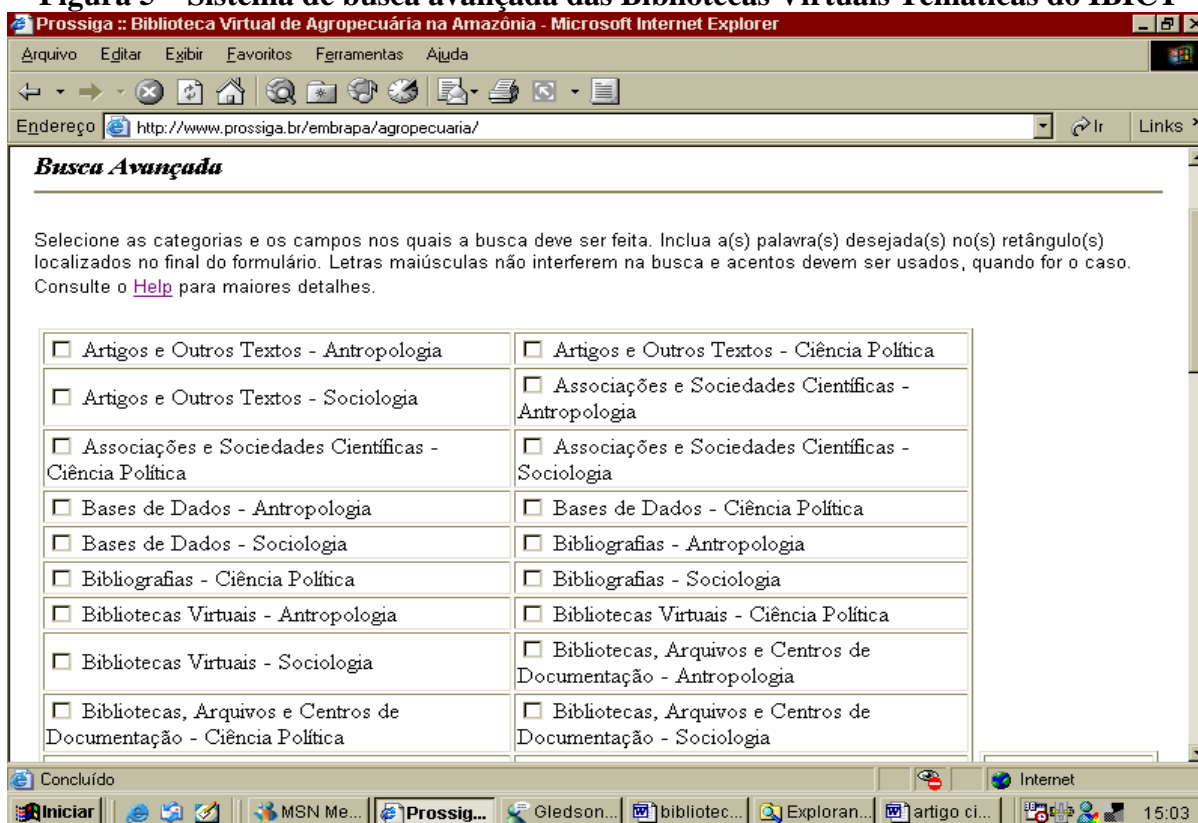 Figura 5 – Sistema de busca avançada das Bibliotecas Virtuais Temáticas do IBICT
Prossiga :: Biblioteca Virtual de Agropecuária na Amazônia - Microsoft Internet Explorer
Arquivo Editar Exibir Favoritos Ferramentas Ajuda
Endereço http://www.prossiga.br/embrapa/agropecuaria/ Ir Links
Busca Avançada
Selecione as categorias e os campos nos quais a busca deve ser feita. Inclua a(s) palavra(s) desejada(s) no(s) retângulo(s)
localizados no final do formulário. Letras maiúsculas não interferem na busca e acentos devem ser usados, quando for o caso.
Consulte o Help para maiores detalhes.
Artigos e Outros Textos - Antropologia
Artigos e Outros Textos - Ciência Política
Artigos e Outros Textos - Sociologia
Associações e Sociedades Científicas -
Antropologia
Associações e Sociedades Científicas -
Ciência Política
Associações e Sociedades Científicas -
Sociologia
Bases de Dados - Antropologia
Bases de Dados - Ciência Política
Bases de Dados - Sociologia
Bibliografias - Antropologia
Bibliografias - Ciência Política
Bibliografias - Sociologia
Bibliotecas Virtuais - Antropologia
Bibliotecas Virtuais - Ciência Política
Bibliotecas Virtuais - Sociologia
Bibliotecas, Arquivos e Centros de
Documentação - Antropologia
Bibliotecas, Arquivos e Centros de
Documentação - Ciência Política
Bibliotecas, Arquivos e Centros de
Documentação - Sociologia
Concluído Internet
Iniciar MSN Me... Prossig... Gledson... bibliotec... Exploran... artigo ci... 15:03